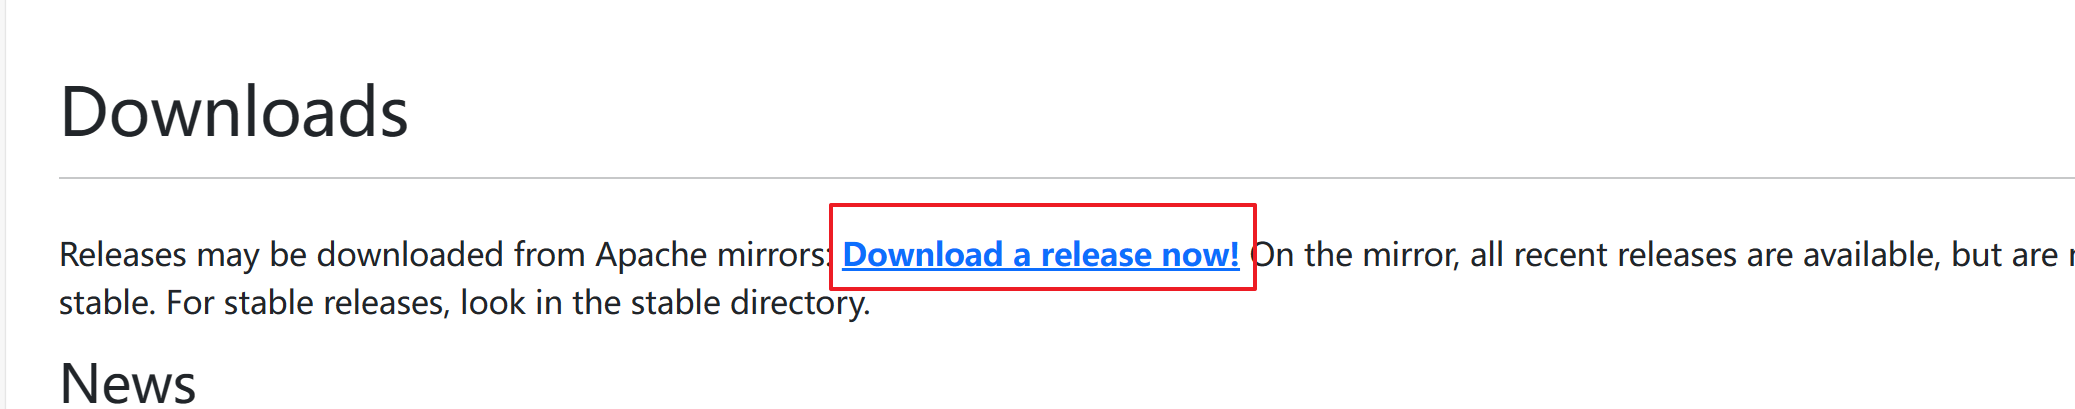 Downloads
Releases may be downloaded from Apache mirrors: Download a release now! On the mirror, all recent releases are available, but are
stable. For stable releases, look in the stable directory.
News